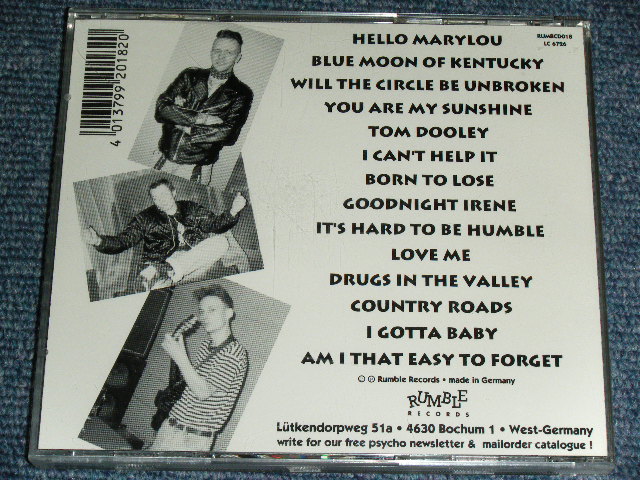 4 013799 201820
RUMBCD018
LC 6726
HELLO MARYLOU
BLUE MOON OF KENTUCKY
WILL THE CIRCLE BE UNBROKEN
YOU ARE MY SUNSHINE
TOM DOOLEY
I CAN'T HELP IT
BORN TO LOSE
GOODNIGHT IRENE
IT'S HARD TO BE HUMBLE
LOVE ME
DRUGS IN THE VALLEY
COUNTRY ROADS
I GOTTA BABY
AM I THAT EASY TO FORGET
© ℗ Rumble Records • made in Germany
RUMBLE
RECORDS
Lütkendorpweg 51a • 4630 Bochum 1 • West-Germany
write for our free psycho newsletter & mailorder catalogue !